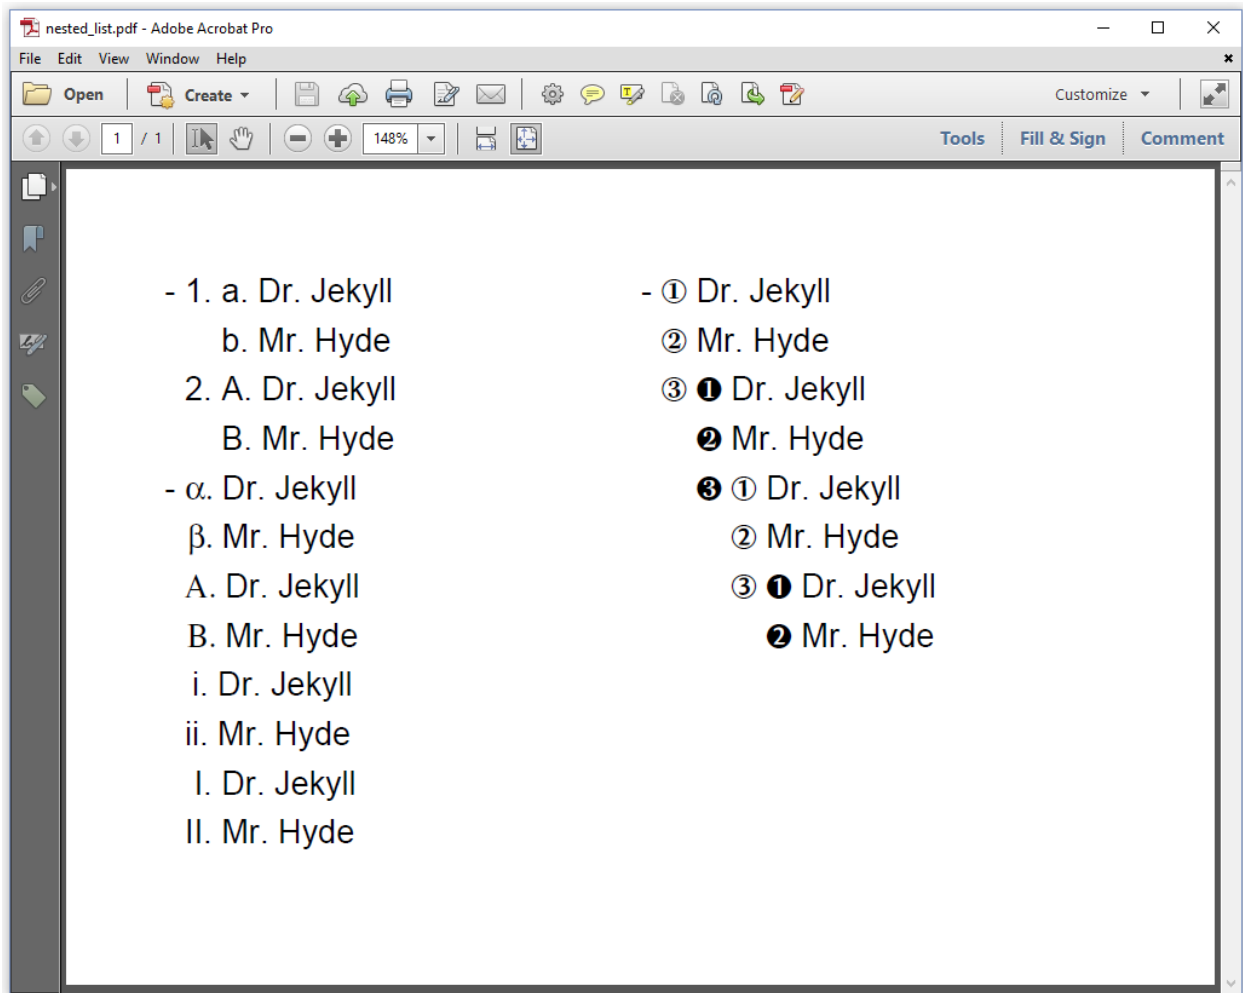 nested_list.pdf - Adobe Acrobat Pro
File Edit View Window Help
Open Create Customize
1 / 1 148% Tools Fill & Sign Comment
- 1. a. Dr. Jekyll
b. Mr. Hyde
2. A. Dr. Jekyll
B. Mr. Hyde
- α. Dr. Jekyll
β. Mr. Hyde
Α. Dr. Jekyll
Β. Mr. Hyde
i. Dr. Jekyll
ii. Mr. Hyde
I. Dr. Jekyll
II. Mr. Hyde
- ① Dr. Jekyll
② Mr. Hyde
③ ❶ Dr. Jekyll
❷ Mr. Hyde
❸ ① Dr. Jekyll
② Mr. Hyde
③ ❶ Dr. Jekyll
❷ Mr. Hyde